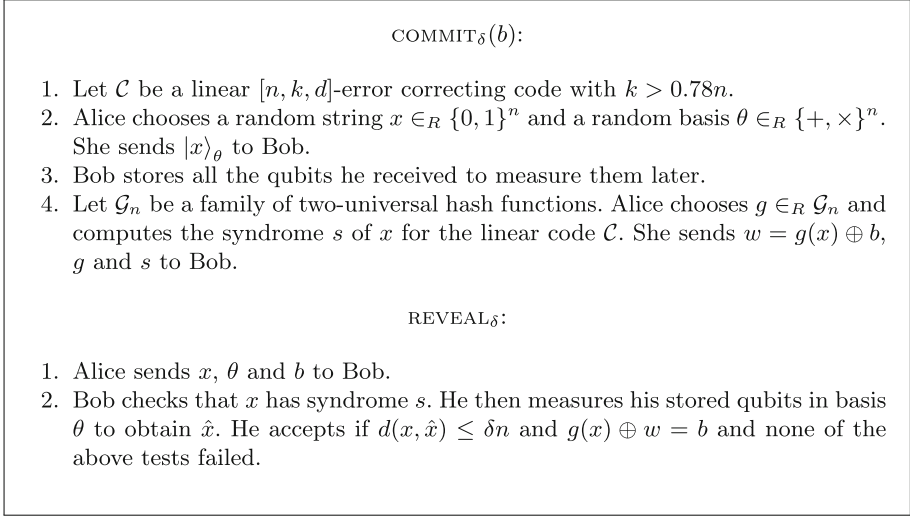 COMMIT_δ(b):
1. Let 𝒞 be a linear [n, k, d]-error correcting code with k > 0.78n.
2. Alice chooses a random string x ∈_R {0, 1}^n and a random basis θ ∈_R {+, ×}^n.
She sends |x⟩_θ to Bob.
3. Bob stores all the qubits he received to measure them later.
4. Let 𝒢_n be a family of two-universal hash functions. Alice chooses g ∈_R 𝒢_n and
computes the syndrome s of x for the linear code 𝒞. She sends w = g(x) ⊕ b,
g and s to Bob.
REVEAL_δ:
1. Alice sends x, θ and b to Bob.
2. Bob checks that x has syndrome s. He then measures his stored qubits in basis
θ to obtain x̂. He accepts if d(x, x̂) ≤ δn and g(x) ⊕ w = b and none of the
above tests failed.